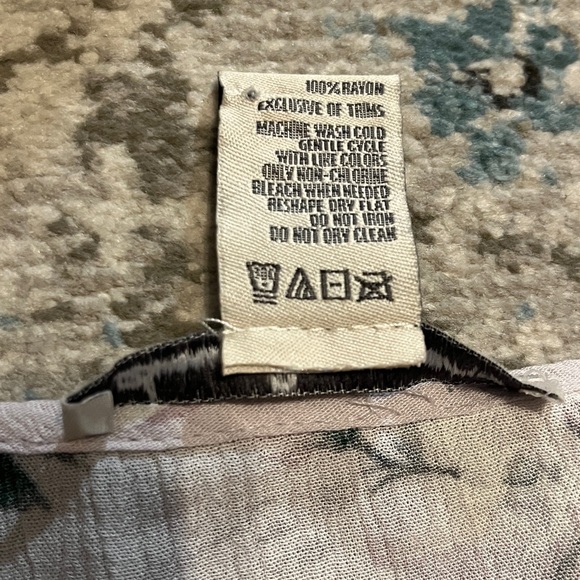 100% RAYON
EXCLUSIVE OF TRIMS
MACHINE WASH COLD
GENTLE CYCLE
WITH LIKE COLORS
ONLY NON-CHLORINE
BLEACH WHEN NEEDED
RESHAPE DRY FLAT
DO NOT IRON
DO NOT DRY CLEAN